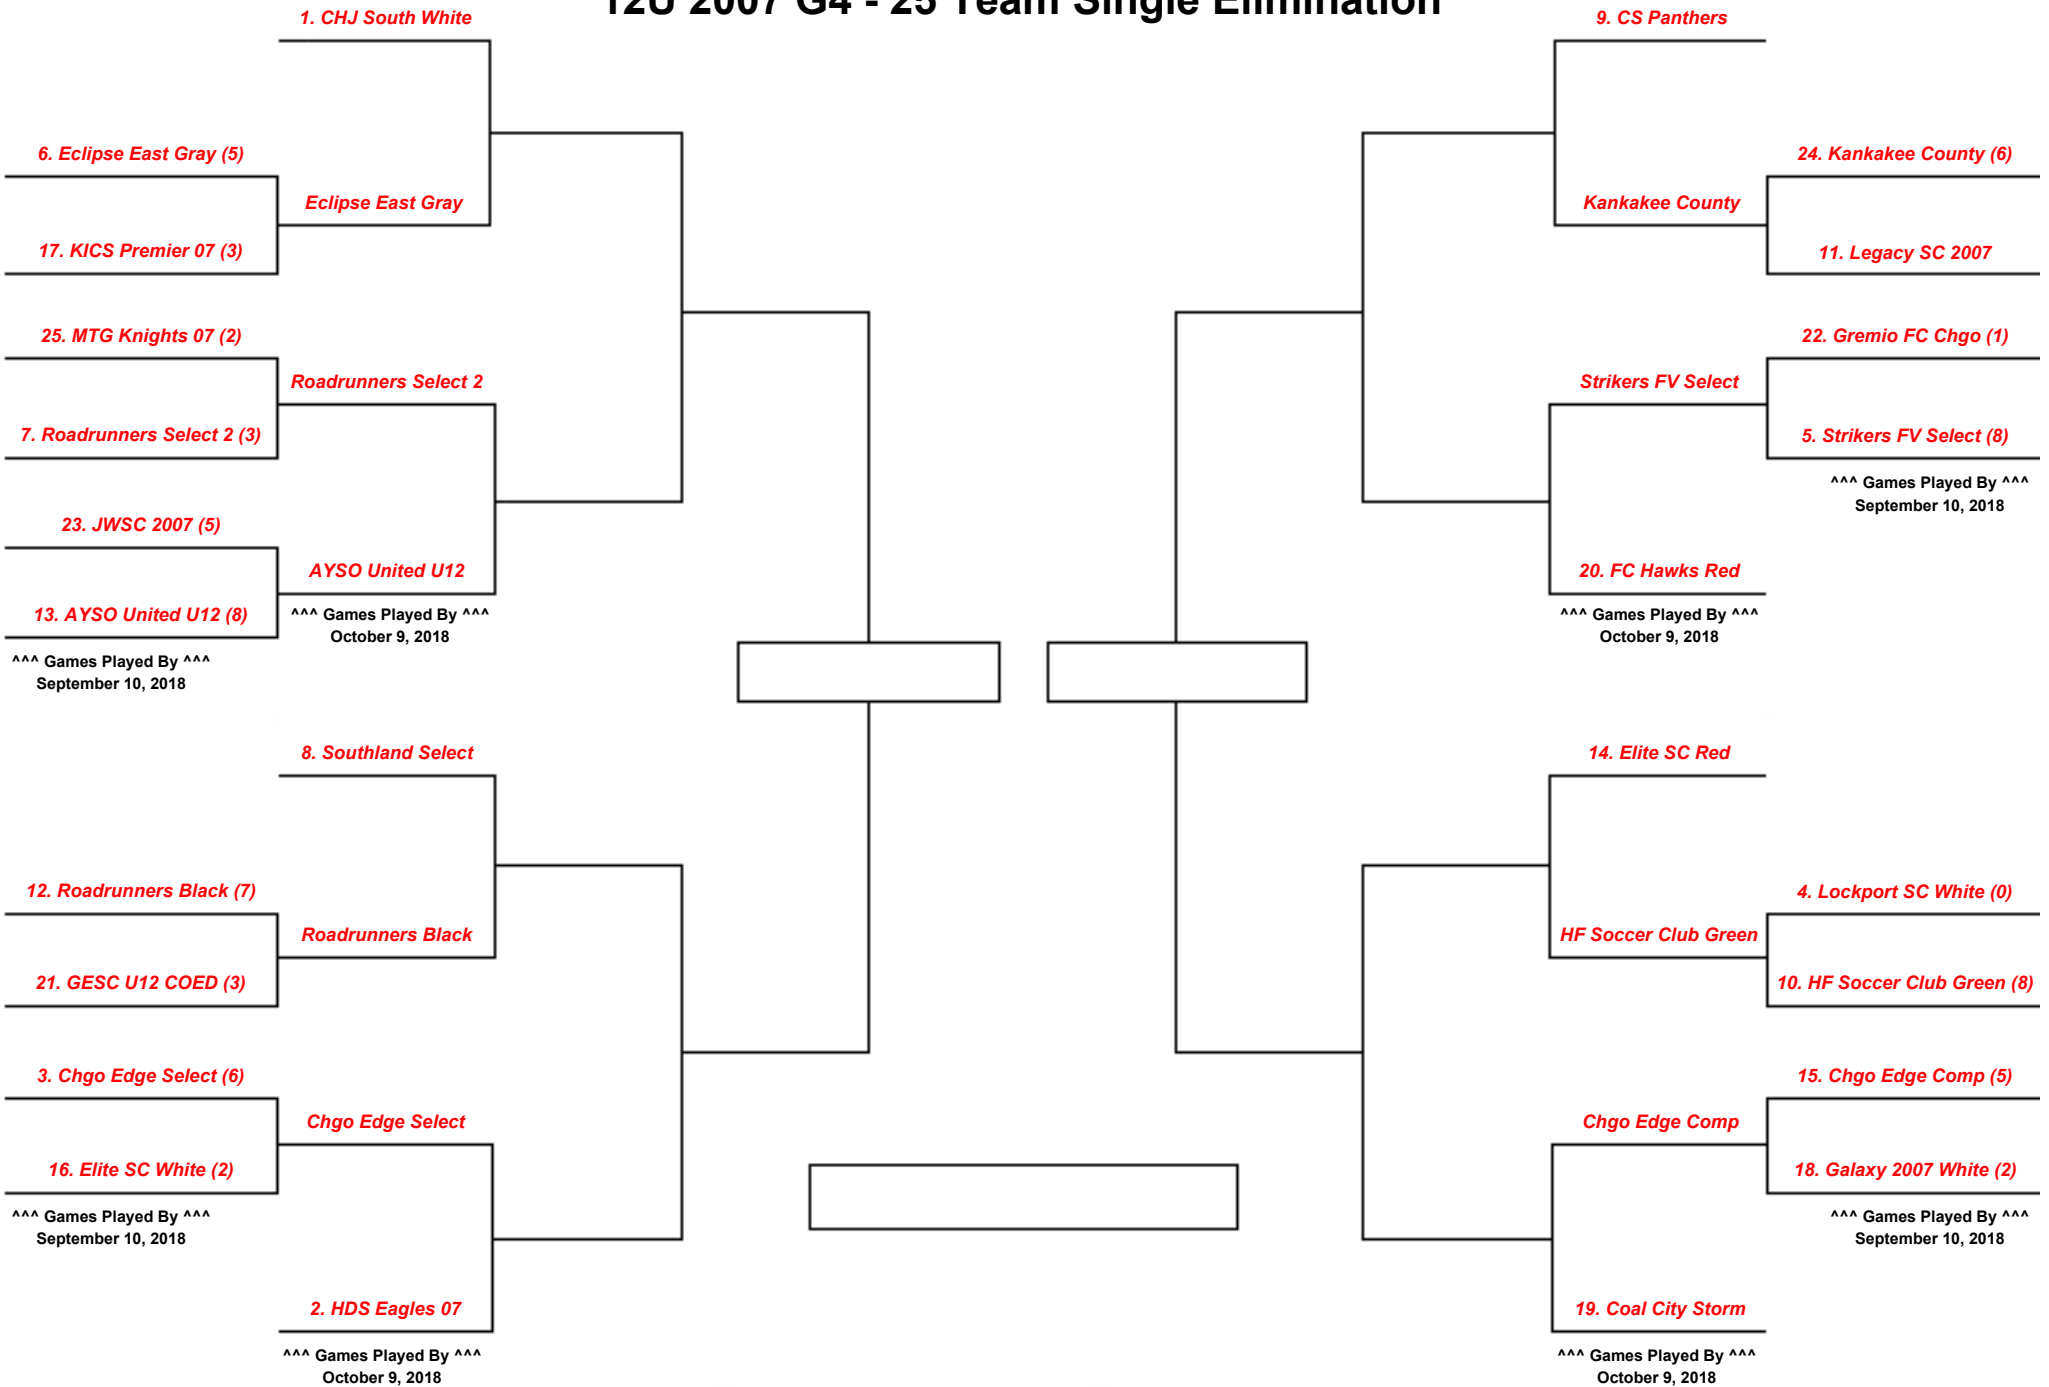 12U 2007 G4 - 25 Team Single Elimination
1. CHJ South White
9. CS Panthers
6. Eclipse East Gray (5)
24. Kankakee County (6)
Eclipse East Gray
Kankakee County
17. KICS Premier 07 (3)
11. Legacy SC 2007
25. MTG Knights 07 (2)
22. Gremio FC Chgo (1)
Roadrunners Select 2
Strikers FV Select
7. Roadrunners Select 2 (3)
5. Strikers FV Select (8)
^^^ Games Played By ^^^
September 10, 2018
23. JWSC 2007 (5)
AYSO United U12
20. FC Hawks Red
13. AYSO United U12 (8)
^^^ Games Played By ^^^
October 9, 2018
^^^ Games Played By ^^^
October 9, 2018
^^^ Games Played By ^^^
September 10, 2018
8. Southland Select
14. Elite SC Red
12. Roadrunners Black (7)
4. Lockport SC White (0)
Roadrunners Black
HF Soccer Club Green
21. GESC U12 COED (3)
10. HF Soccer Club Green (8)
3. Chgo Edge Select (6)
15. Chgo Edge Comp (5)
Chgo Edge Select
Chgo Edge Comp
16. Elite SC White (2)
18. Galaxy 2007 White (2)
^^^ Games Played By ^^^
September 10, 2018
^^^ Games Played By ^^^
September 10, 2018
2. HDS Eagles 07
19. Coal City Storm
^^^ Games Played By ^^^
October 9, 2018
^^^ Games Played By ^^^
October 9, 2018